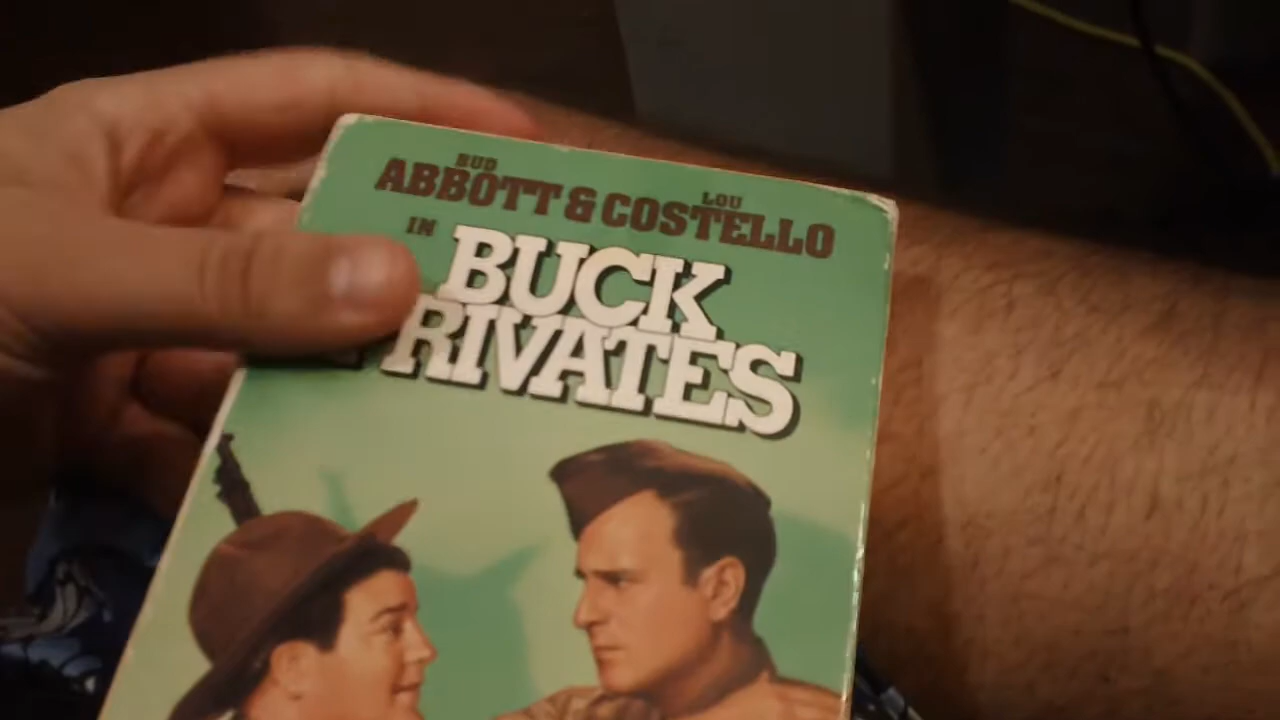 BUD LOU
ABBOTT & COSTELLO
IN
BUCK
RIVATES